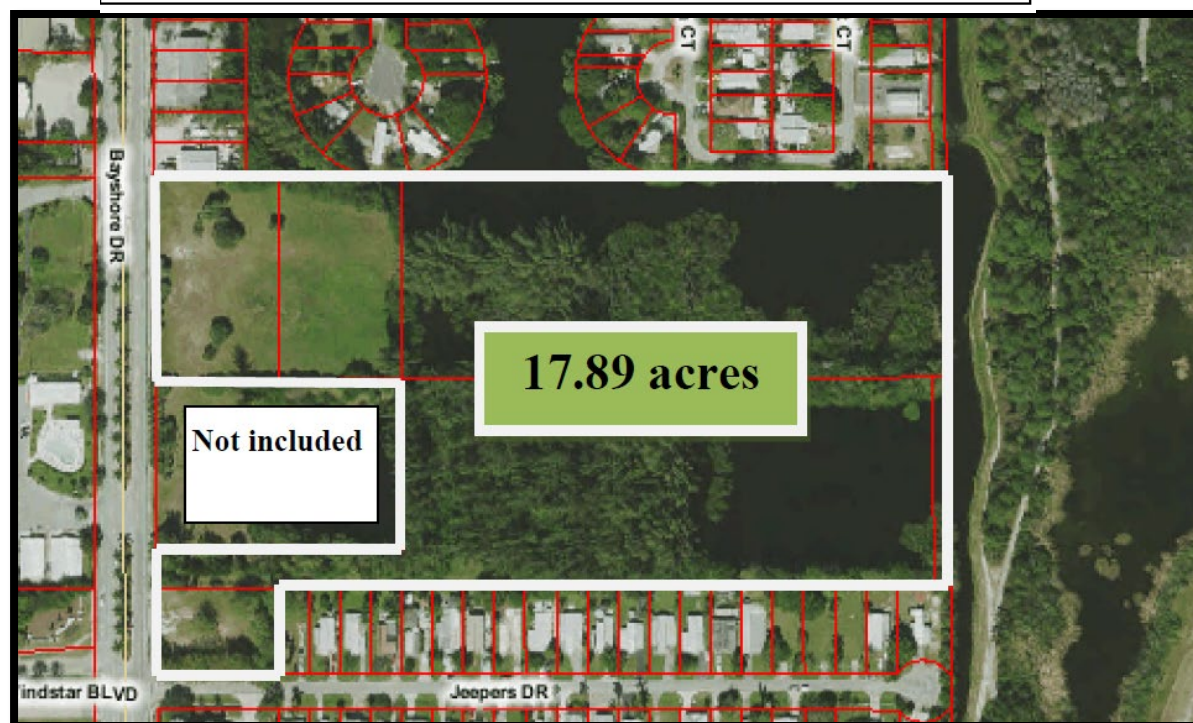 CT
CT
Bayshore DR
17.89 acres
Not included
indstar BLVD
Jeepers DR